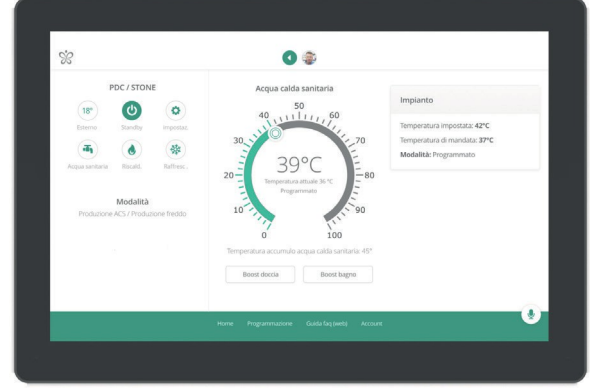 PDC / STONE
18°
Esterno
Standby
Impostaz.
Acqua sanitaria
Riscald.
Raffresc.
Modalità
Produzione ACS / Produzione freddo
Acqua calda sanitaria
0
10
20
30
40
50
60
70
80
90
100
39°C
Temperatura attuale 36 °C
Programmato
Temperatura accumulo acqua calda sanitaria: 45°
Boost doccia
Boost bagno
Impianto
Temperatura impostata: 42°C
Temperatura di mandata: 37°C
Modalità: Programmato
Home
Programmazione
Guida faq (web)
Account